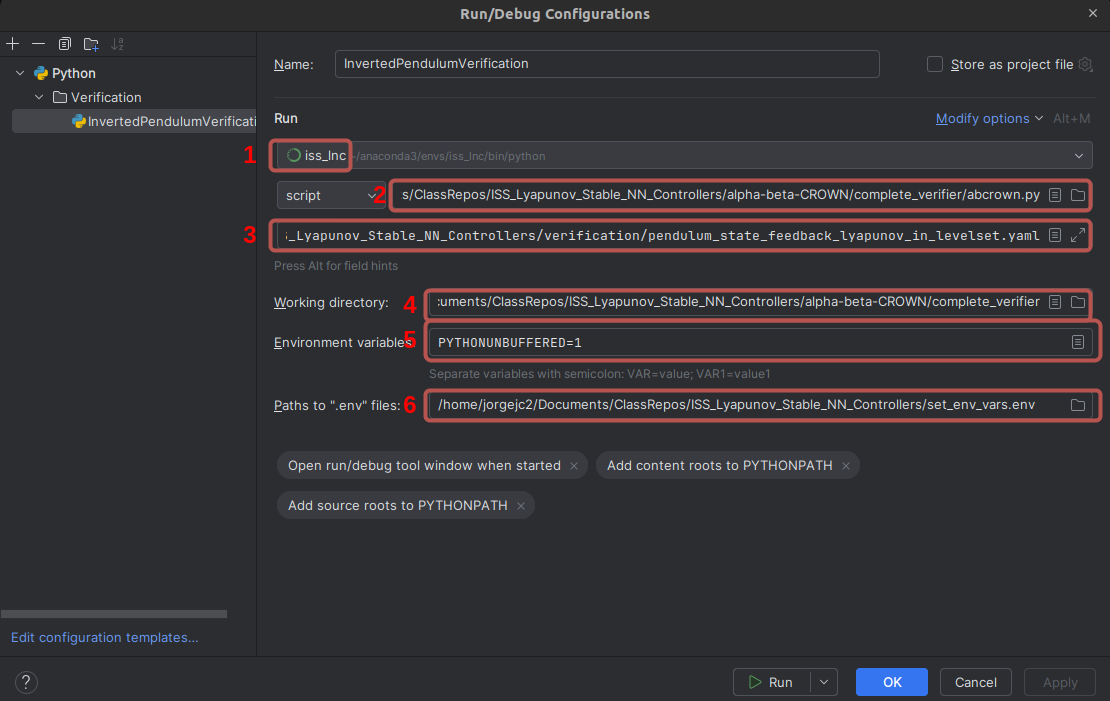 Run/Debug Configurations
Python
Verification
InvertedPendulumVerificati
Edit configuration templates...
Name:
InvertedPendulumVerification
Store as project file
Run
Modify options
Alt+M
1
iss_lnc
~/anaconda3/envs/iss_lnc/bin/python
script
2
s/ClassRepos/ISS_Lyapunov_Stable_NN_Controllers/alpha-beta-CROWN/complete_verifier/abcrown.py
3
_Lyapunov_Stable_NN_Controllers/verification/pendulum_state_feedback_lyapunov_in_levelset.yaml
Press Alt for field hints
Working directory:
4
uments/ClassRepos/ISS_Lyapunov_Stable_NN_Controllers/alpha-beta-CROWN/complete_verifier
Environment variables
5
PYTHONUNBUFFERED=1
Separate variables with semicolon: VAR=value; VAR1=value1
Paths to ".env" files:
6
/home/jorgejc2/Documents/ClassRepos/ISS_Lyapunov_Stable_NN_Controllers/set_env_vars.env
Open run/debug tool window when started
Add content roots to PYTHONPATH
Add source roots to PYTHONPATH
?
Run
OK
Cancel
Apply